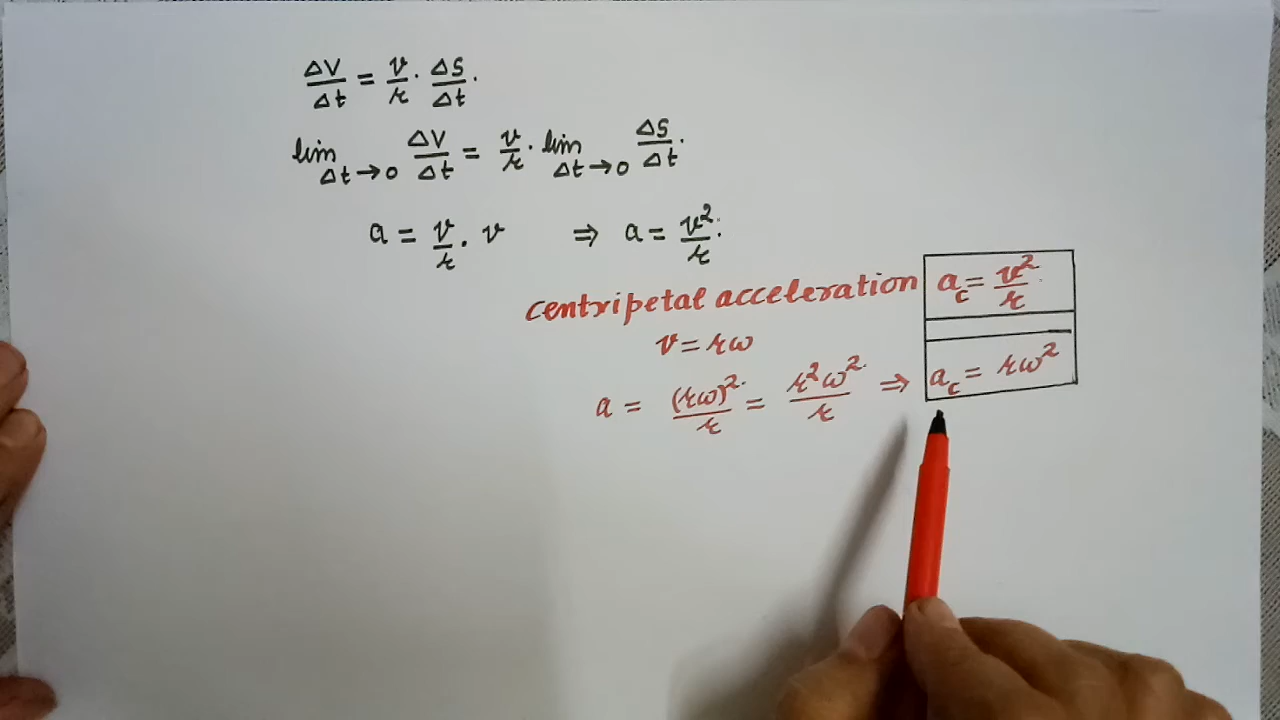 ΔV/Δt = v/r · ΔS/Δt.
lim Δt→0 ΔV/Δt = v/r · lim Δt→0 ΔS/Δt.
a = v/r · v ⇒ a = v²/r.
centripetal acceleration a_c = v²/r.
v = rω
a = (rω)²/r = r²ω²/r ⇒ a_c = rω²